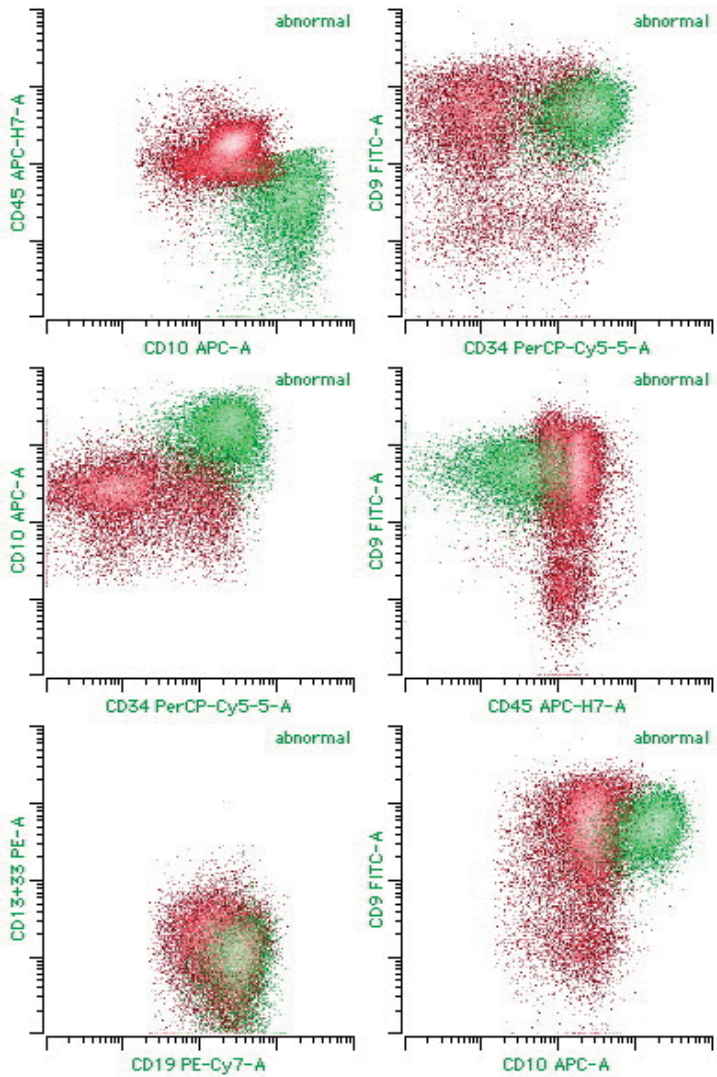 abnormal
CD45 APC-H7-A
CD10 APC-A
abnormal
CD9 FITC-A
CD34 PerCP-Cy5-5-A
abnormal
CD10 APC-A
CD34 PerCP-Cy5-5-A
abnormal
CD9 FITC-A
CD45 APC-H7-A
abnormal
CD13+33 PE-A
CD19 PE-Cy7-A
abnormal
CD9 FITC-A
CD10 APC-A